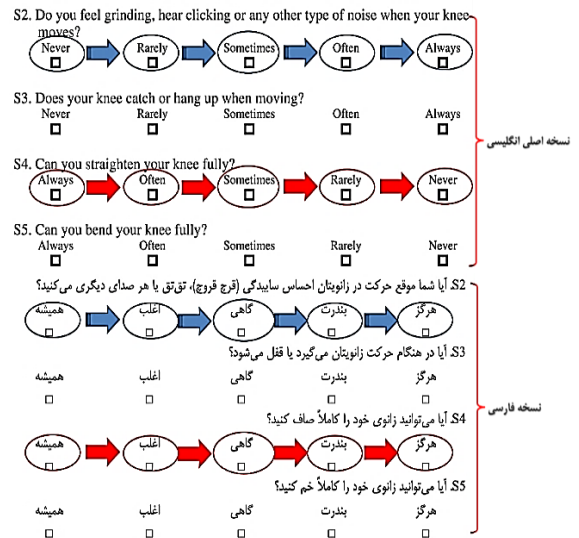 S2. Do you feel grinding, hear clicking or any other type of noise when your knee
moves?
Never Rarely Sometimes Often Always
S3. Does your knee catch or hang up when moving?
Never Rarely Sometimes Often Always
نسخه اصلی انگلیسی
S4. Can you straighten your knee fully?
Always Often Sometimes Rarely Never
S5. Can you bend your knee fully?
Always Often Sometimes Rarely Never
S2. آیا شما موقع حرکت در زانویتان احساس ساییدگی (قرچ قروچ)، تق‌تق یا هر صدای دیگری می‌کنید؟
هرگز بندرت گاهی اغلب همیشه
S3. آیا در هنگام حرکت زانویتان می‌گیرد یا قفل می‌شود؟
هرگز بندرت گاهی اغلب همیشه
نسخه فارسی
S4. آیا می‌توانید زانوی خود را کاملاً صاف کنید؟
هرگز بندرت گاهی اغلب همیشه
S5. آیا می‌توانید زانوی خود را کاملاً خم کنید؟
هرگز بندرت گاهی اغلب همیشه